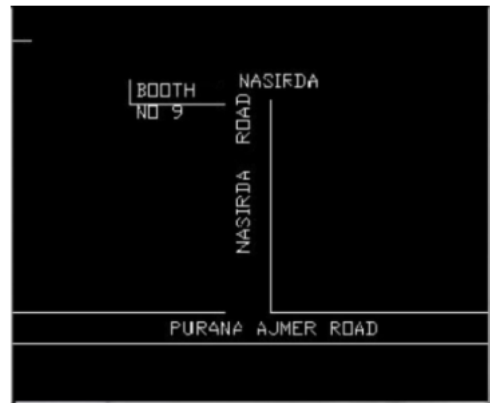 NASIRDA
BOOTH
NO 9
NASIRDA ROAD
PURANA AJMER ROAD